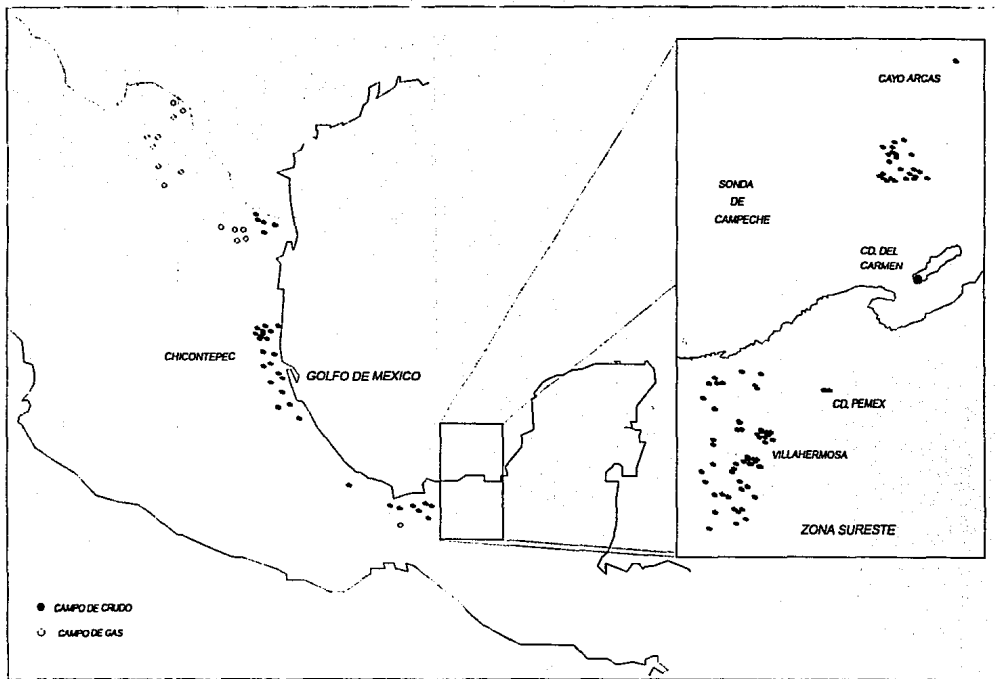 CAYO ARCAS
SONDA
DE
CAMPECHE
CD. DEL
CARMEN
CHICONTEPEC
GOLFO DE MEXICO
CD. PEMEX
VILLAHERMOSA
ZONA SURESTE
CAMPO DE CRUDO
CAMPO DE GAS